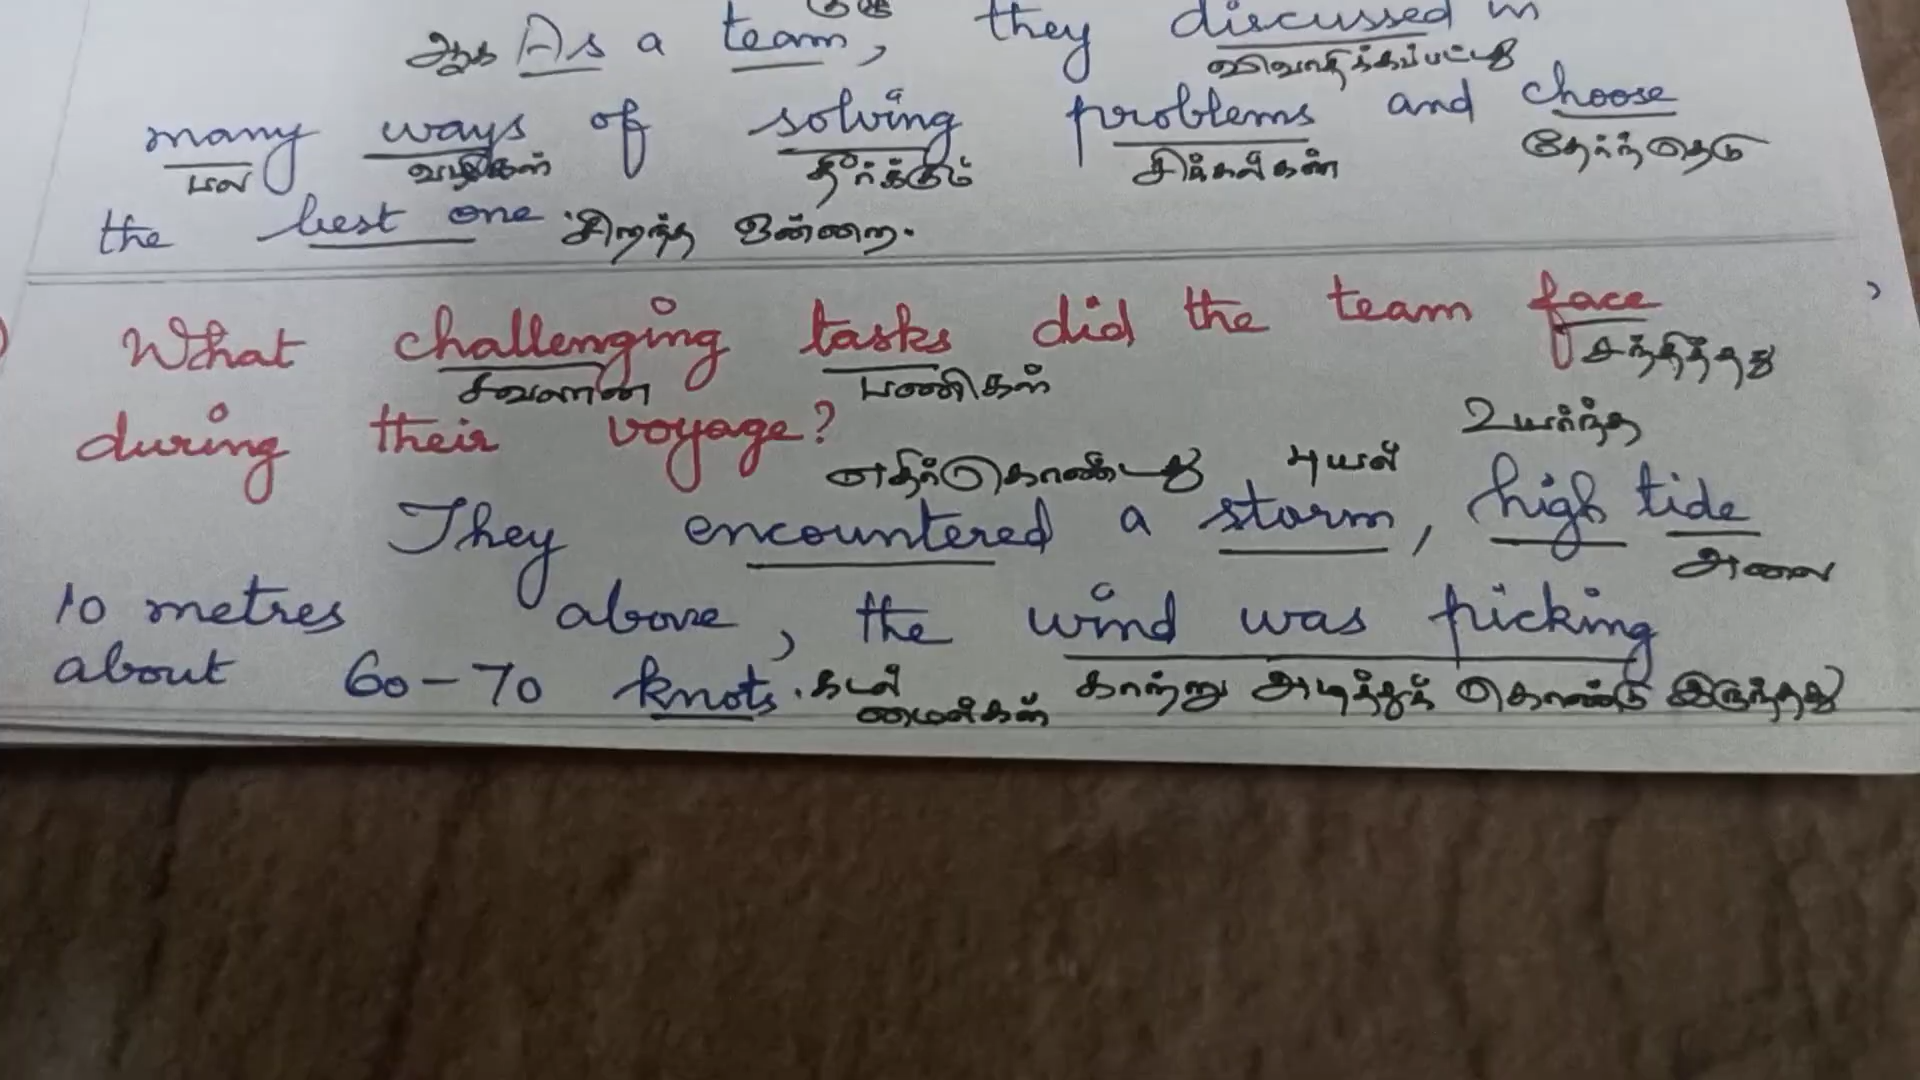 குழு
ஆக As a team, they discussed in
விவாதிக்கப்பட்டது
many ways of solving problems and choose
பல வழிகள் தீர்க்கும் சிக்கல்கள் தேர்ந்தெடு
the best one சிறந்த ஒன்றை.
What challenging tasks did the team face
சவாலான பணிகள் சந்தித்தது
during their voyage?
எதிர்கொண்டது புயல் உயர்ந்த
They encountered a storm, high tide
அலை
10 metres above, the wind was picking
about 60-70 knots. கடல் மைல்கள் காற்று அடித்துக் கொண்டு இருந்தது